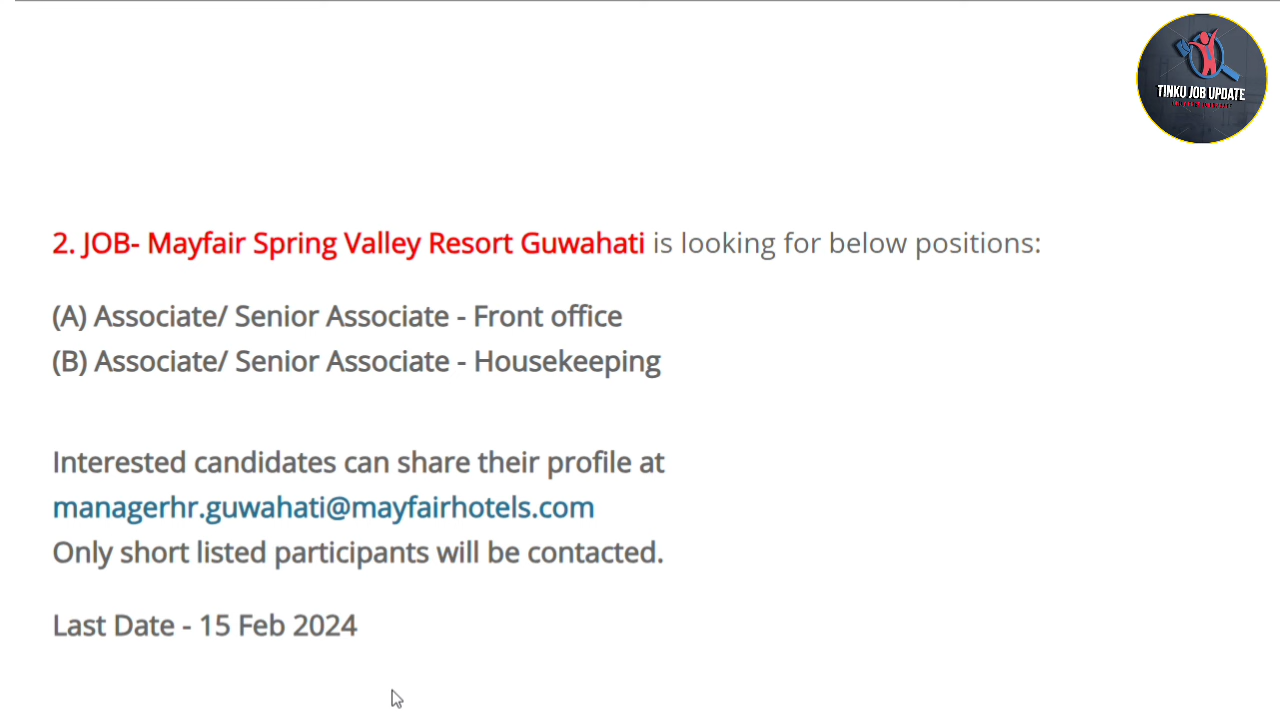 TINKU JOB UPDATE
2. JOB- Mayfair Spring Valley Resort Guwahati is looking for below positions:
(A) Associate/ Senior Associate - Front office
(B) Associate/ Senior Associate - Housekeeping
Interested candidates can share their profile at
managerhr.guwahati@mayfairhotels.com
Only short listed participants will be contacted.
Last Date - 15 Feb 2024